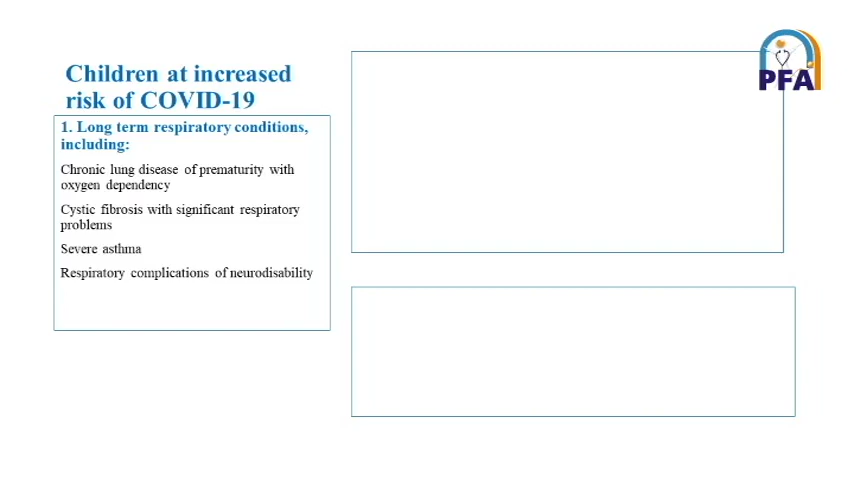 Children at increased
risk of COVID-19
1. Long term respiratory conditions,
including:
Chronic lung disease of prematurity with
oxygen dependency
Cystic fibrosis with significant respiratory
problems
Severe asthma
Respiratory complications of neurodisability
PFA